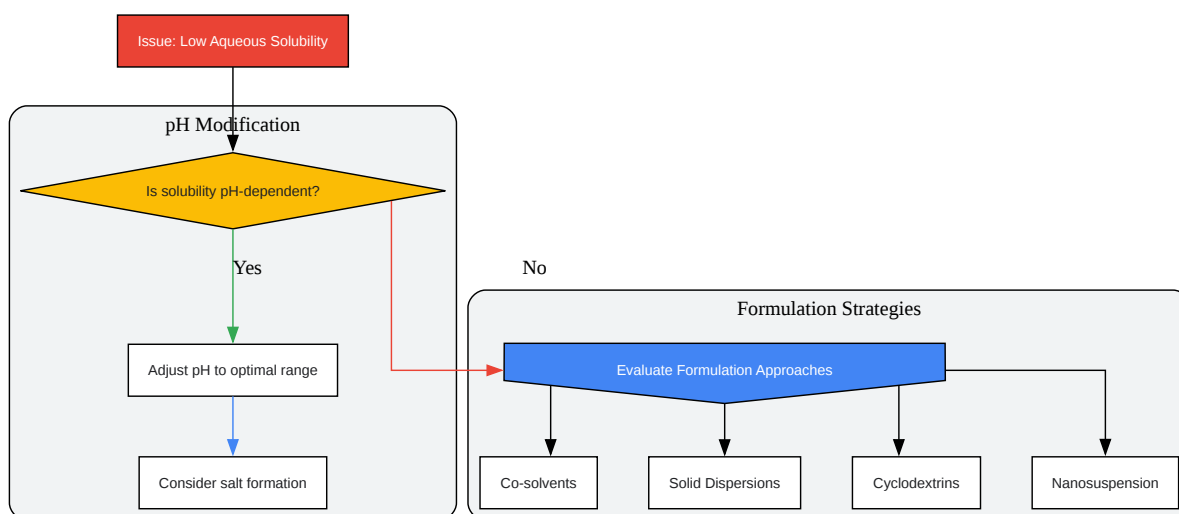 Issue: Low Aqueous Solubility
pH Modification
Is solubility pH-dependent?
Yes
No
Formulation Strategies
Adjust pH to optimal range
Evaluate Formulation Approaches
Consider salt formation
Co-solvents
Solid Dispersions
Cyclodextrins
Nanosuspension